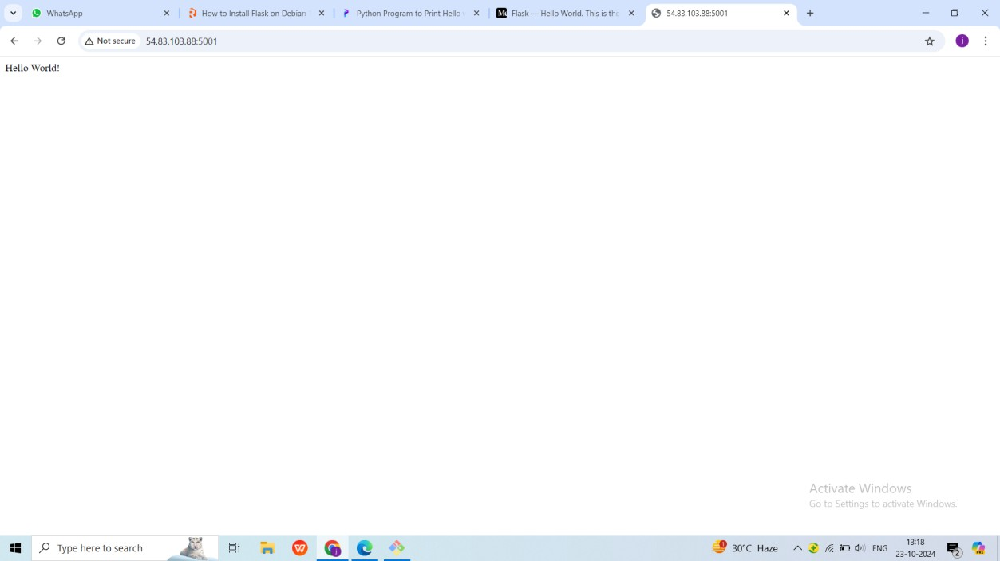 WhatsApp
How to Install Flask on Debian
Python Program to Print Hello
Flask — Hello World. This is the
54.83.103.88:5001
Not secure
54.83.103.88:5001
j
Hello World!
Activate Windows
Go to Settings to activate Windows.
Type here to search
30°C Haze
ENG
13:18
23-10-2024
2